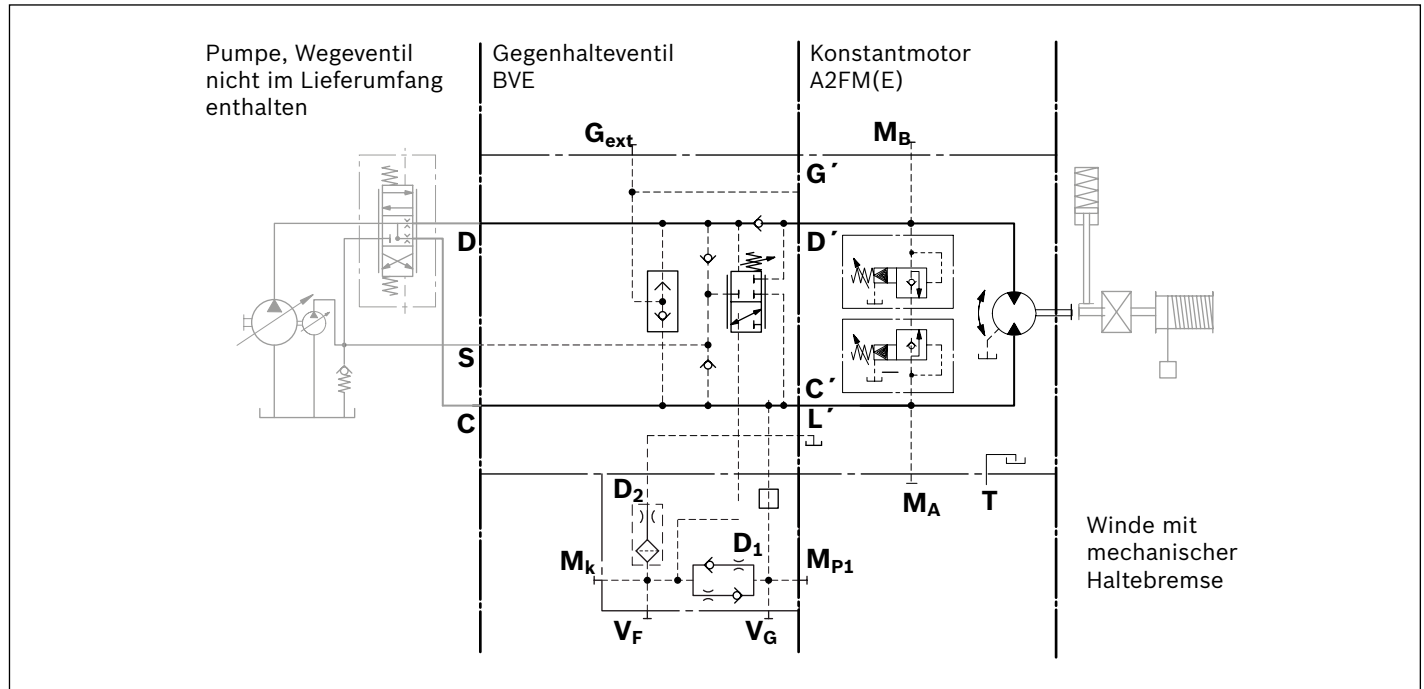 Pumpe, Wegeventil
nicht im Lieferumfang
enthalten
Gegenhalteventil
BVE
Konstantmotor
A2FM(E)
Gext
MB
G´
D
D´
S
C´
C
L´
D2
MA
T
D1
Mk
MP1
VF
VG
Winde mit
mechanischer
Haltebremse